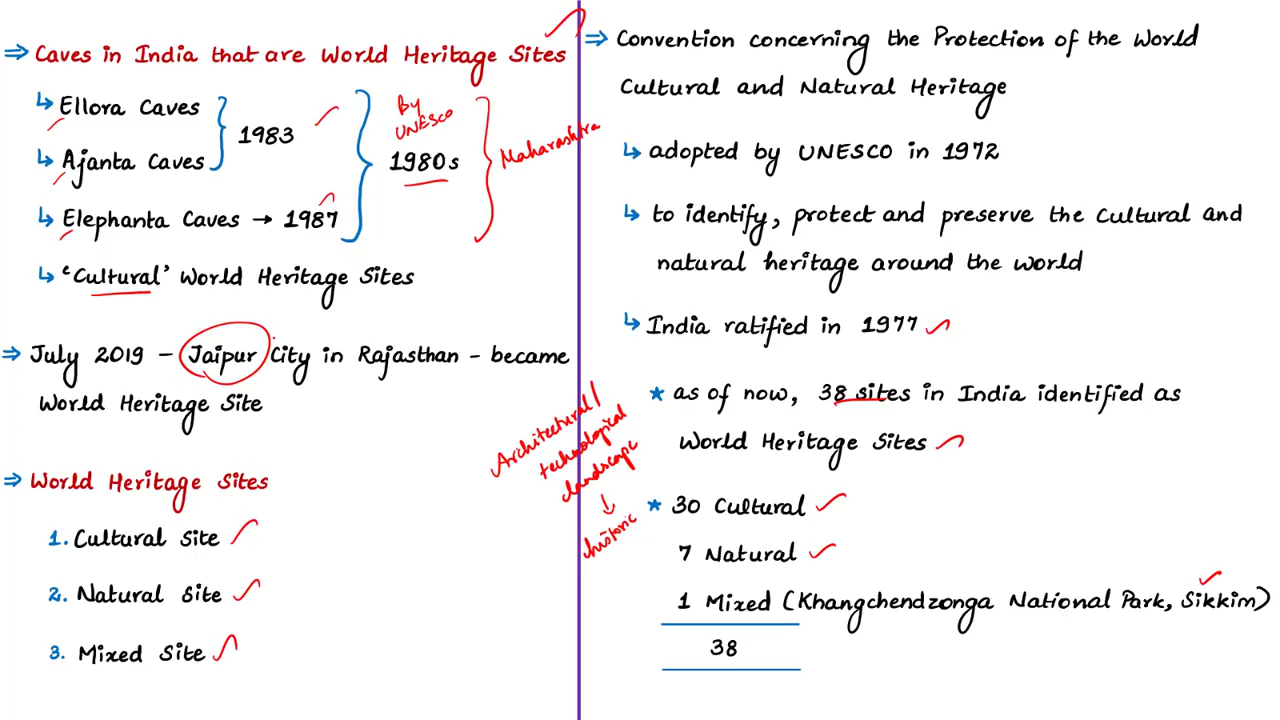 ⇒ Caves in India that are World Heritage Sites
↳ Ellora Caves
↳ Ajanta Caves
1983
↳ Elephanta Caves → 1987
By
UNESCO
1980s
Maharashtra
↳ ‘Cultural’ World Heritage Sites
⇒ July 2019 – Jaipur City in Rajasthan – became
World Heritage Site
⇒ World Heritage Sites
1. Cultural Site
2. Natural Site
3. Mixed Site
⇒ Convention concerning the Protection of the World
Cultural and Natural Heritage
↳ adopted by UNESCO in 1972
↳ to identify, protect and preserve the cultural and
natural heritage around the world
↳ India ratified in 1977
* as of now, 38 sites in India identified as
World Heritage Sites
Architectural/
technological
landscape
↓
historic
* 30 Cultural
7 Natural
1 Mixed (Khangchendzonga National Park, Sikkim)
38